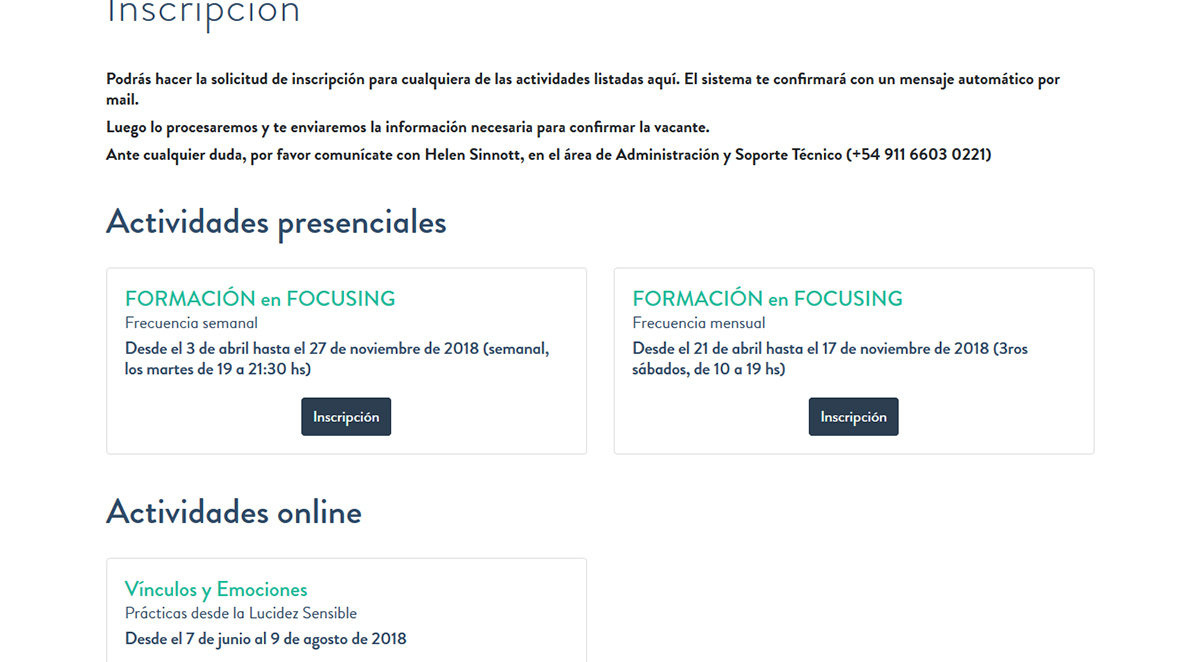 Inscripción
Podrás hacer la solicitud de inscripción para cualquiera de las actividades listadas aquí. El sistema te confirmará con un mensaje automático por
mail.
Luego lo procesaremos y te enviaremos la información necesaria para confirmar la vacante.
Ante cualquier duda, por favor comunícate con Helen Sinnott, en el área de Administración y Soporte Técnico (+54 911 6603 0221)
Actividades presenciales
FORMACIÓN en FOCUSING
Frecuencia semanal
Desde el 3 de abril hasta el 27 de noviembre de 2018 (semanal,
los martes de 19 a 21:30 hs)
Inscripción
FORMACIÓN en FOCUSING
Frecuencia mensual
Desde el 21 de abril hasta el 17 de noviembre de 2018 (3ros
sábados, de 10 a 19 hs)
Inscripción
Actividades online
Vínculos y Emociones
Prácticas desde la Lucidez Sensible
Desde el 7 de junio al 9 de agosto de 2018